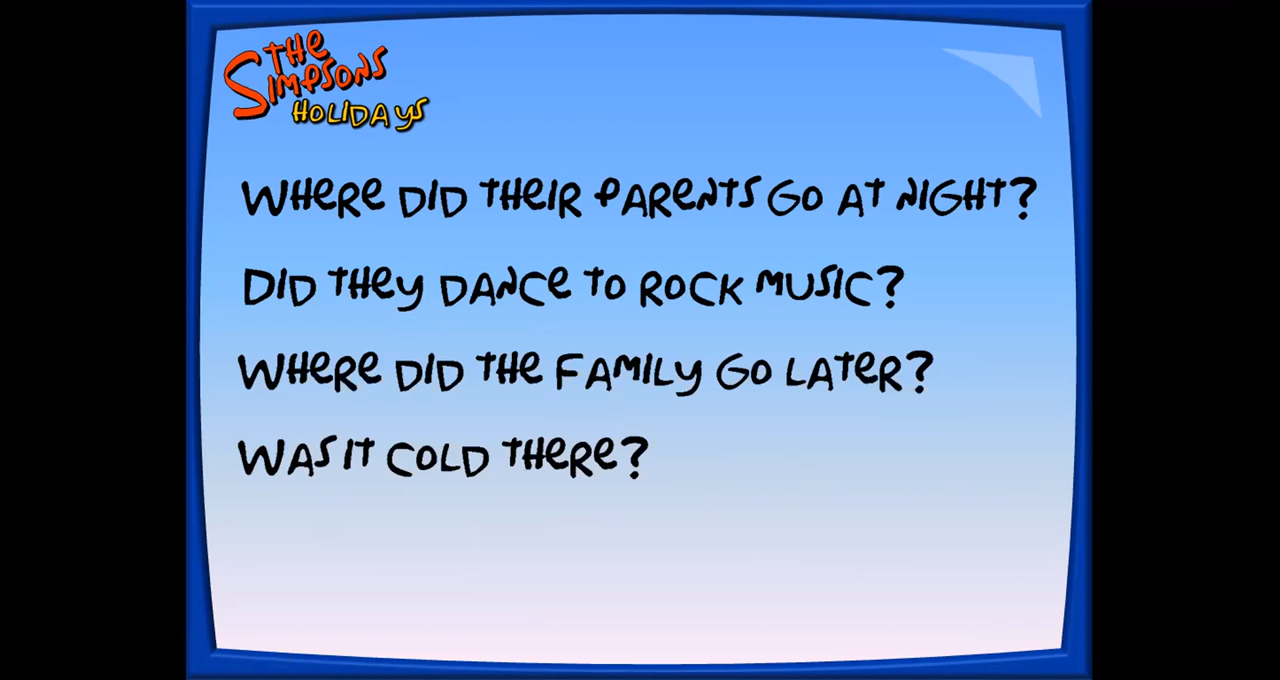 THE
SIMPSONS
HOLIDAYS
WHERE DID THEIR PARENTS GO AT NIGHT?
DID THEY DANCE TO ROCK MUSIC?
WHERE DID THE FAMILY GO LATER?
WAS IT COLD THERE?